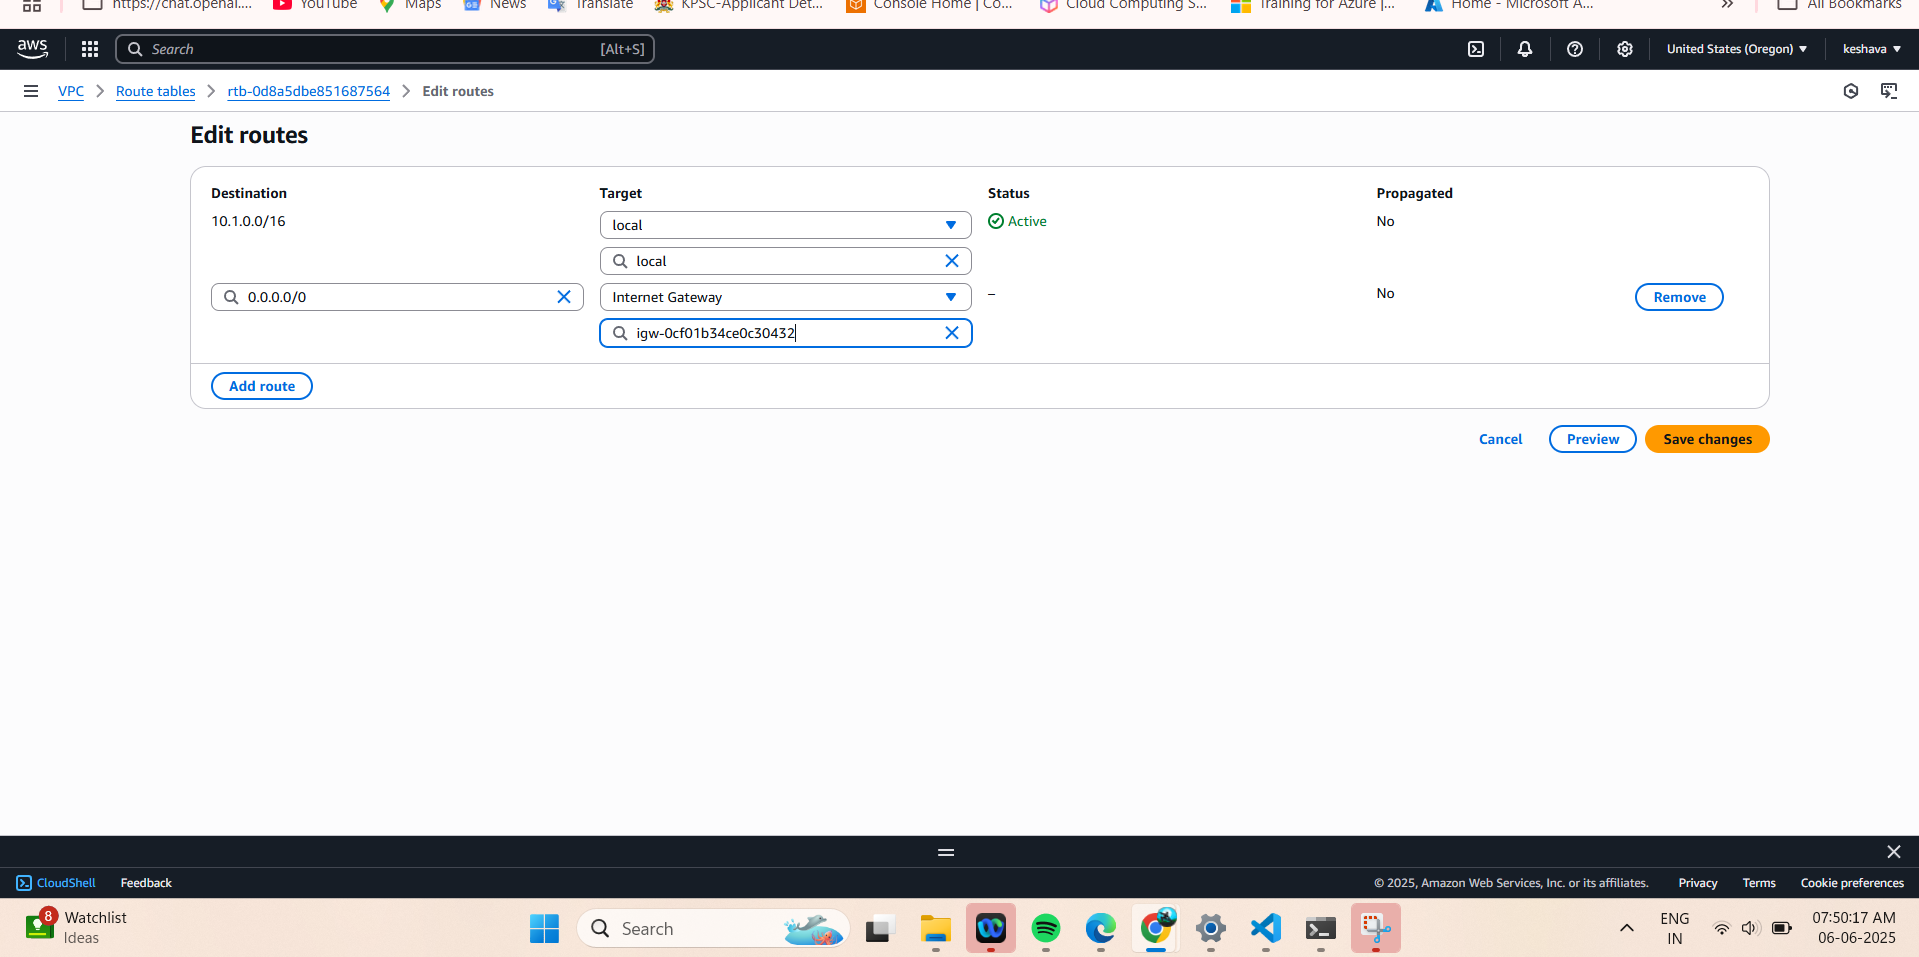 https://chat.openai.... YouTube Maps News Translate KPSC-Applicant Det... Console Home | Co... Cloud Computing S... Training for Azure |... Home - Microsoft A... » All Bookmarks
aws Search [Alt+S] United States (Oregon) keshava
VPC Route tables rtb-0d8a5dbe851687564 Edit routes
Edit routes
Destination Target Status Propagated
10.1.0.0/16 local Active No
local
0.0.0.0/0 Internet Gateway – No Remove
igw-0cf01b34ce0c30432
Add route
Cancel Preview Save changes
CloudShell Feedback © 2025, Amazon Web Services, Inc. or its affiliates. Privacy Terms Cookie preferences
8 Watchlist Search ENG 07:50:17 AM
Ideas IN 06-06-2025